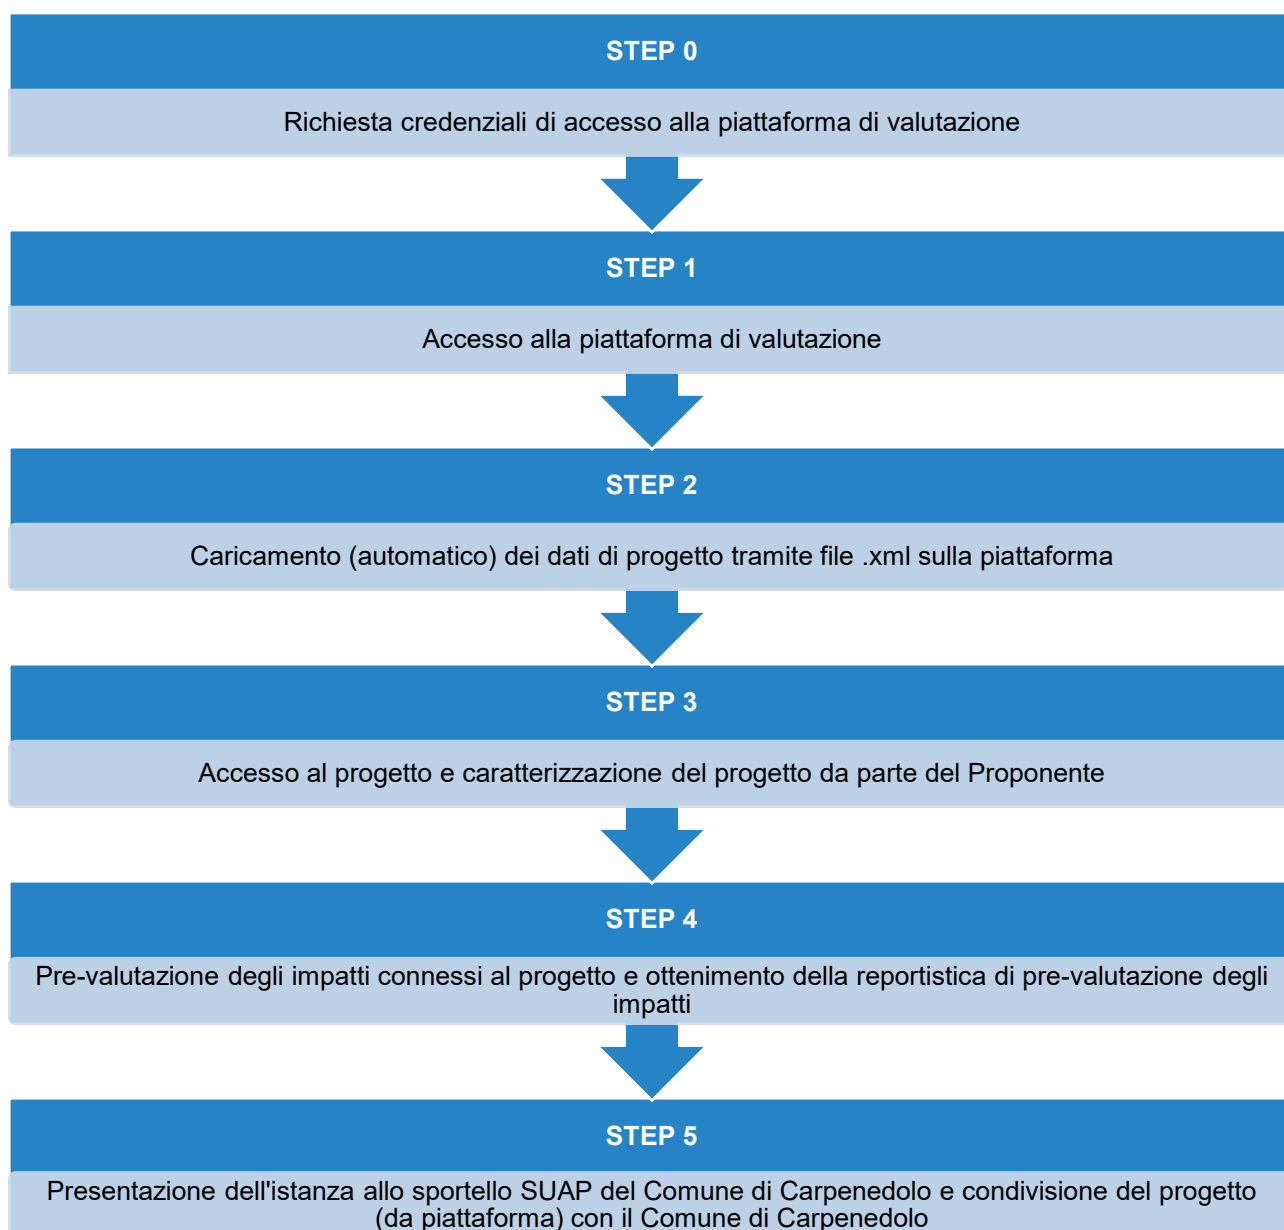 STEP 0
Richiesta credenziali di accesso alla piattaforma di valutazione
STEP 1
Accesso alla piattaforma di valutazione
STEP 2
Caricamento (automatico) dei dati di progetto tramite file .xml sulla piattaforma
STEP 3
Accesso al progetto e caratterizzazione del progetto da parte del Proponente
STEP 4
Pre-valutazione degli impatti connessi al progetto e ottenimento della reportistica di pre-valutazione degli
impatti
STEP 5
Presentazione dell'istanza allo sportello SUAP del Comune di Carpenedolo e condivisione del progetto
(da piattaforma) con il Comune di Carpenedolo